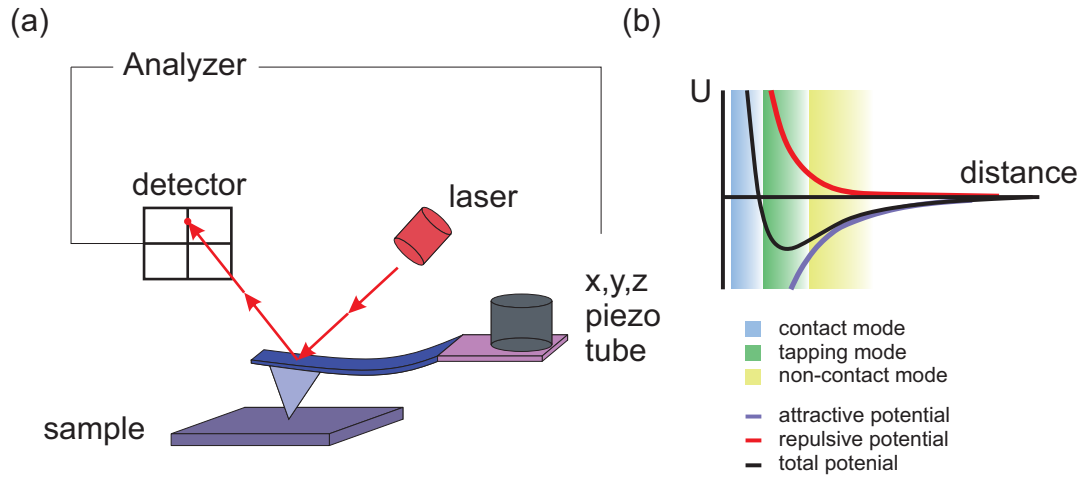 (a)
Analyzer
detector
laser
x,y,z
piezo
tube
sample
(b)
U
distance
contact mode
tapping mode
non-contact mode
attractive potential
repulsive potential
total potenial